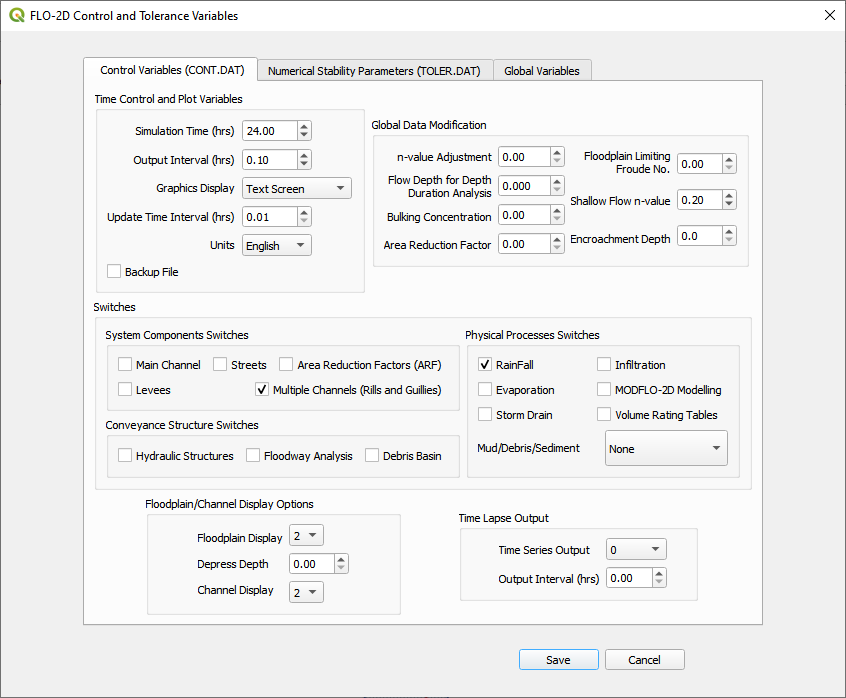 FLO-2D Control and Tolerance Variables
Control Variables (CONT.DAT)
Numerical Stability Parameters (TOLER.DAT)
Global Variables
Time Control and Plot Variables
Simulation Time (hrs) 24.00
Output Interval (hrs) 0.10
Graphics Display Text Screen
Update Time Interval (hrs) 0.01
Units English
Backup File
Global Data Modification
n-value Adjustment 0.00
Flow Depth for Depth
Duration Analysis 0.000
Bulking Concentration 0.00
Area Reduction Factor 0.00
Floodplain Limiting
Froude No. 0.00
Shallow Flow n-value 0.20
Encroachment Depth 0.0
Switches
System Components Switches
Main Channel Streets Area Reduction Factors (ARF)
Levees Multiple Channels (Rills and Guillies)
Conveyance Structure Switches
Hydraulic Structures Floodway Analysis Debris Basin
Physical Processes Switches
RainFall Infiltration
Evaporation MODFLO-2D Modelling
Storm Drain Volume Rating Tables
Mud/Debris/Sediment None
Floodplain/Channel Display Options
Floodplain Display 2
Depress Depth 0.00
Channel Display 2
Time Lapse Output
Time Series Output 0
Output Interval (hrs) 0.00
Save Cancel